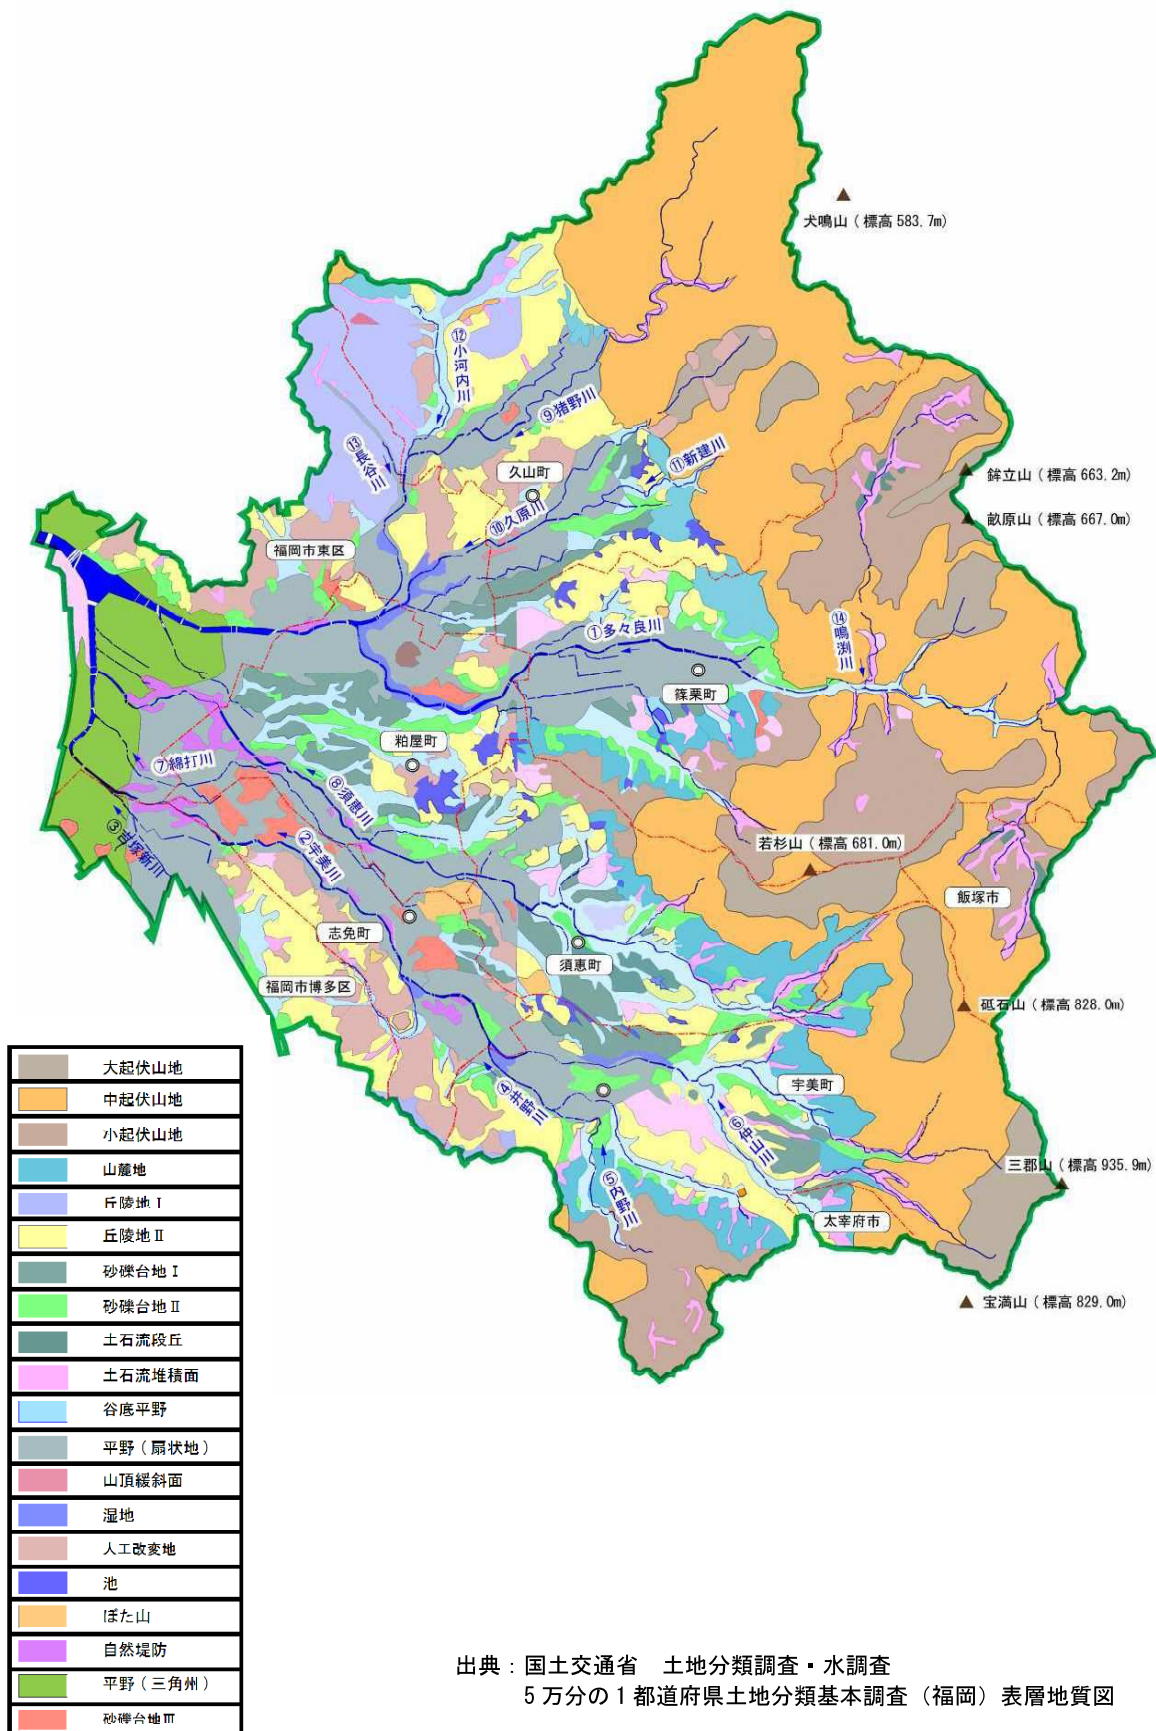 犬鳴山（標高 583.7m）
⑫小河内川
⑨猪野川
⑬長谷川
久山町
⑪新建川
鉾立山（標高 663.2m）
⑩久原川
畝原山（標高 667.0m）
福岡市東区
①多々良川
⑭鳴渕川
篠栗町
粕屋町
⑦綿打川
⑧須恵川
③吉塚新川
②宇美川
若杉山（標高 681.0m）
飯塚市
志免町
須恵町
福岡市博多区
砥石山（標高 828.0m）
宇美町
④井野川
⑥仲山川
三郡山（標高 935.9m）
⑤内野川
太宰府市
宝満山（標高 829.0m）
大起伏山地
中起伏山地
小起伏山地
山麓地
丘陵地Ⅰ
丘陵地Ⅱ
砂礫台地Ⅰ
砂礫台地Ⅱ
土石流段丘
土石流堆積面
谷底平野
平野（扇状地）
山頂緩斜面
湿地
人工改変地
池
ぼた山
自然堤防
平野（三角州）
砂礫台地Ⅲ
出典：国土交通省　土地分類調査・水調査
5 万分の 1 都道府県土地分類基本調査（福岡）表層地質図